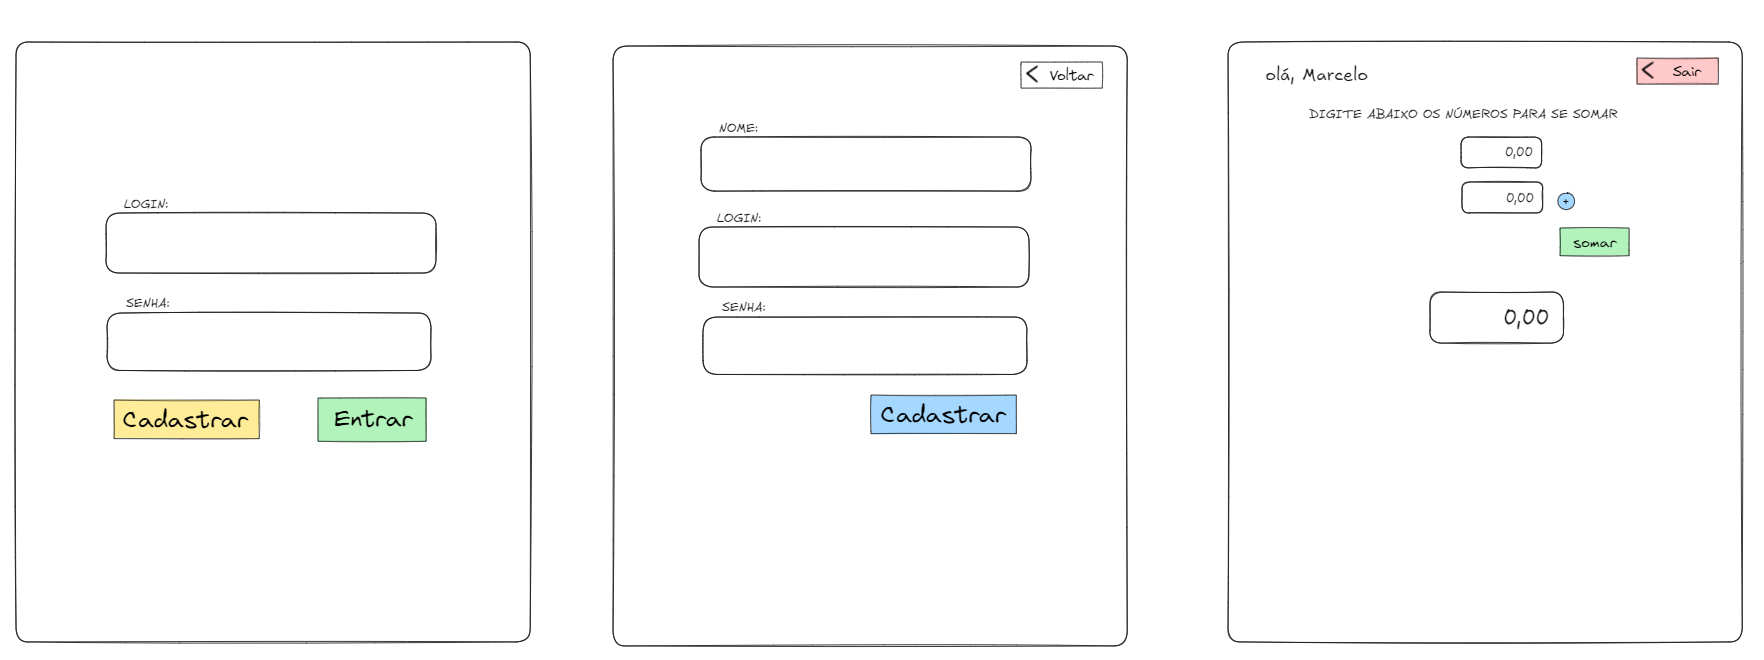 LOGIN:
SENHA:
Cadastrar
Entrar
Voltar
NOME:
LOGIN:
SENHA:
Cadastrar
olá, Marcelo
Sair
DIGITE ABAIXO OS NÚMEROS PARA SE SOMAR
0,00
0,00
+
somar
0,00